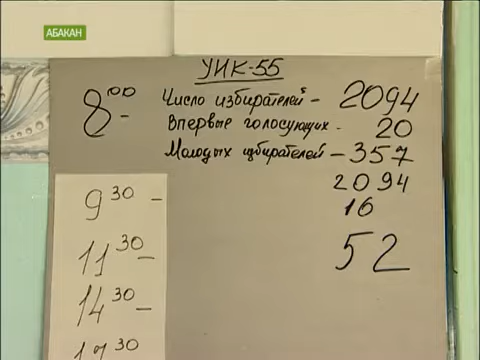 АБАКАН
УИК-55
8⁰⁰ – Число избирателей – 2094
Впервые голосующих - 20
Молодых избирателей – 357
2094
16
9³⁰ –
52
11³⁰ –
14³⁰ –
17³⁰